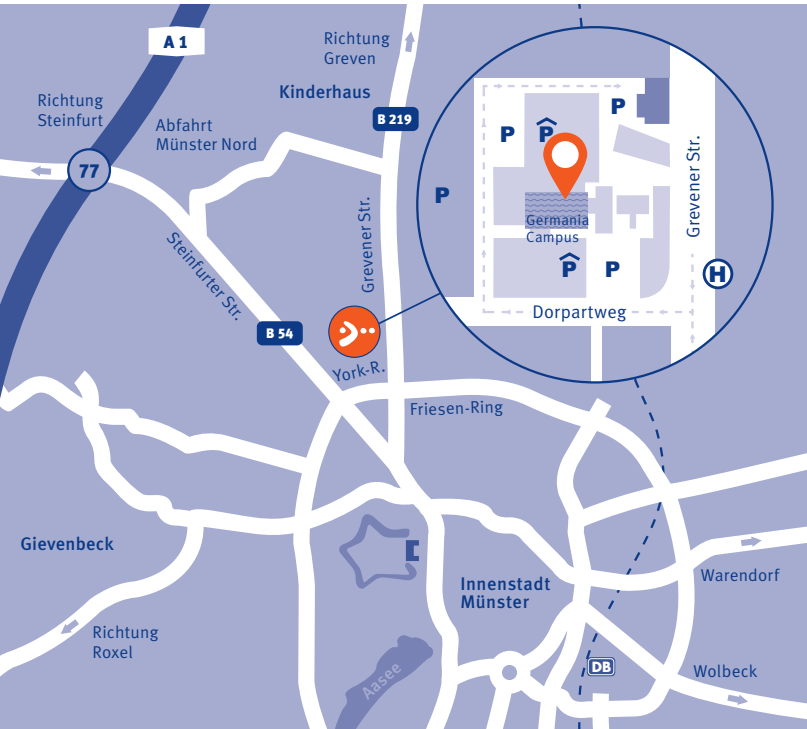 A 1
Richtung
Greven
Kinderhaus
B 219
Richtung
Steinfurt
Abfahrt
Münster Nord
77
Steinfurter Str.
Grevener Str.
B 54
York-R.
Friesen-Ring
P
P
P
P
Grevener Str.
Germania
Campus
P
P
H
Dorpartweg
Gievenbeck
Richtung
Roxel
Innenstadt
Münster
Warendorf
Aasee
DB
Wolbeck